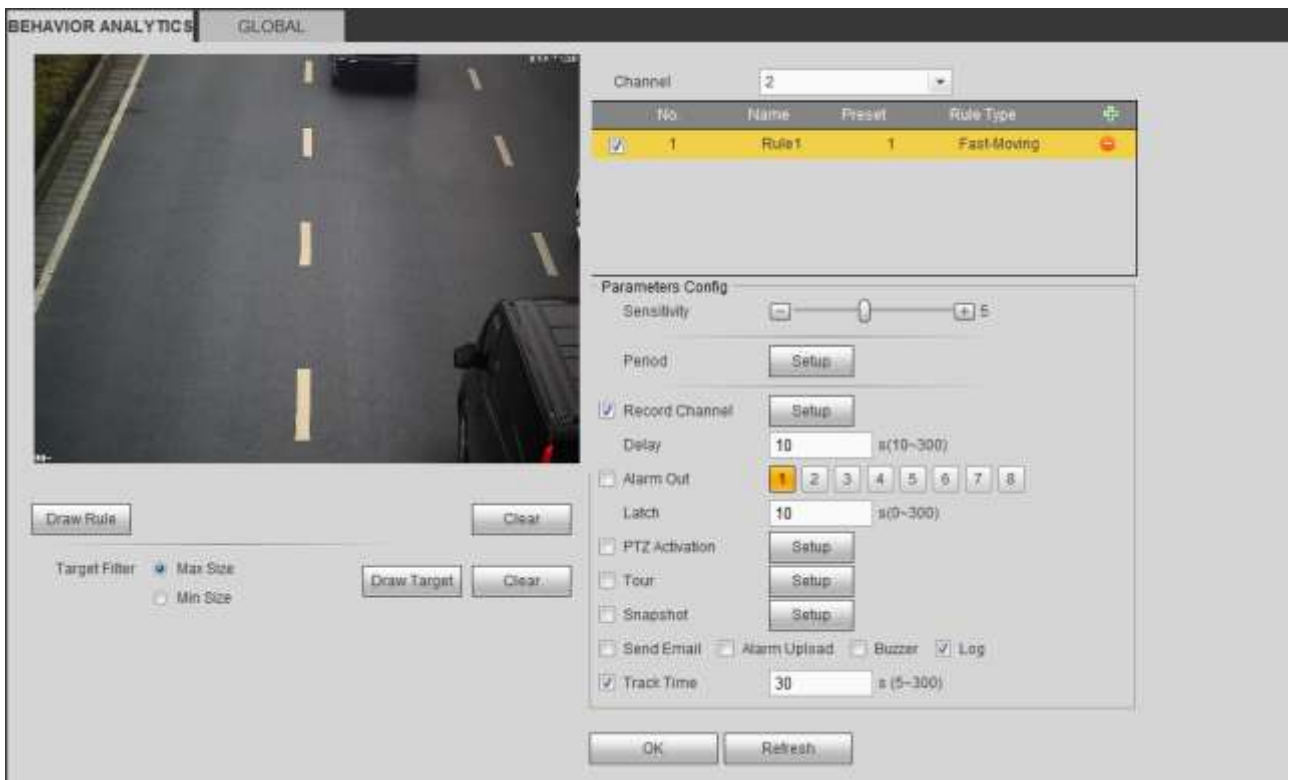 BEHAVIOR ANALYTICS GLOBAL
Channel 2
No. Name Preset Rule Type
1 Rule1 1 Fast-Moving
Parameters Config
Sensitivity 5
Period Setup
Record Channel Setup
Delay 10 s(10~300)
Alarm Out 1 2 3 4 5 6 7 8
Latch 10 s(0~300)
PTZ Activation Setup
Tour Setup
Snapshot Setup
Send Email Alarm Upload Buzzer Log
Track Time 30 s (5~300)
OK Refresh
Draw Rule Clear
Target Filter Max Size Draw Target Clear
Min Size